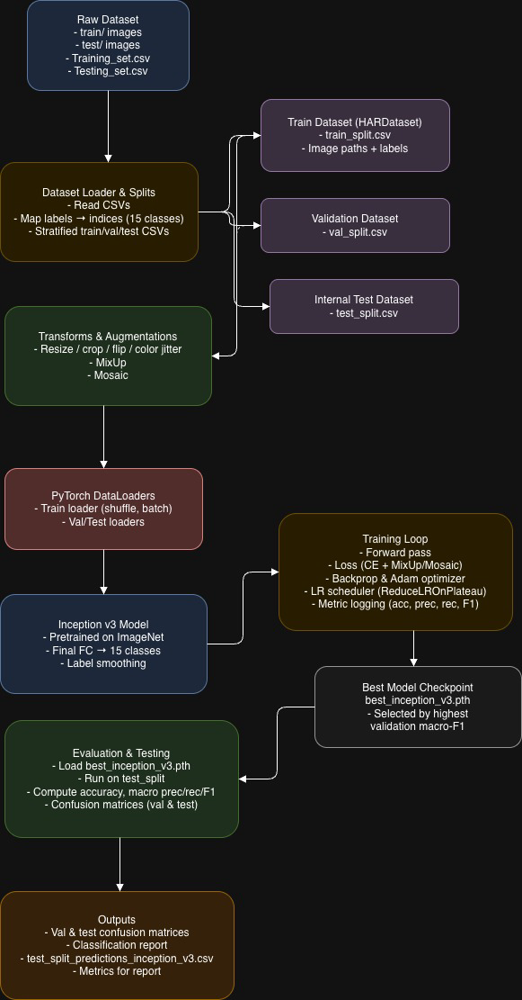 Raw Dataset
- train/ images
- test/ images
- Training_set.csv
- Testing_set.csv
Train Dataset (HARDataset)
- train_split.csv
- Image paths + labels
Dataset Loader & Splits
- Read CSVs
- Map labels → indices (15 classes)
- Stratified train/val/test CSVs
Validation Dataset
- val_split.csv
Internal Test Dataset
- test_split.csv
Transforms & Augmentations
- Resize / crop / flip / color jitter
- MixUp
- Mosaic
PyTorch DataLoaders
- Train loader (shuffle, batch)
- Val/Test loaders
Training Loop
- Forward pass
- Loss (CE + MixUp/Mosaic)
- Backprop & Adam optimizer
- LR scheduler (ReduceLROnPlateau)
- Metric logging (acc, prec, rec, F1)
Inception v3 Model
- Pretrained on ImageNet
- Final FC → 15 classes
- Label smoothing
Best Model Checkpoint
best_inception_v3.pth
- Selected by highest
validation macro-F1
Evaluation & Testing
- Load best_inception_v3.pth
- Run on test_split
- Compute accuracy, macro prec/rec/F1
- Confusion matrices (val & test)
Outputs
- Val & test confusion matrices
- Classification report
- test_split_predictions_inception_v3.csv
- Metrics for report